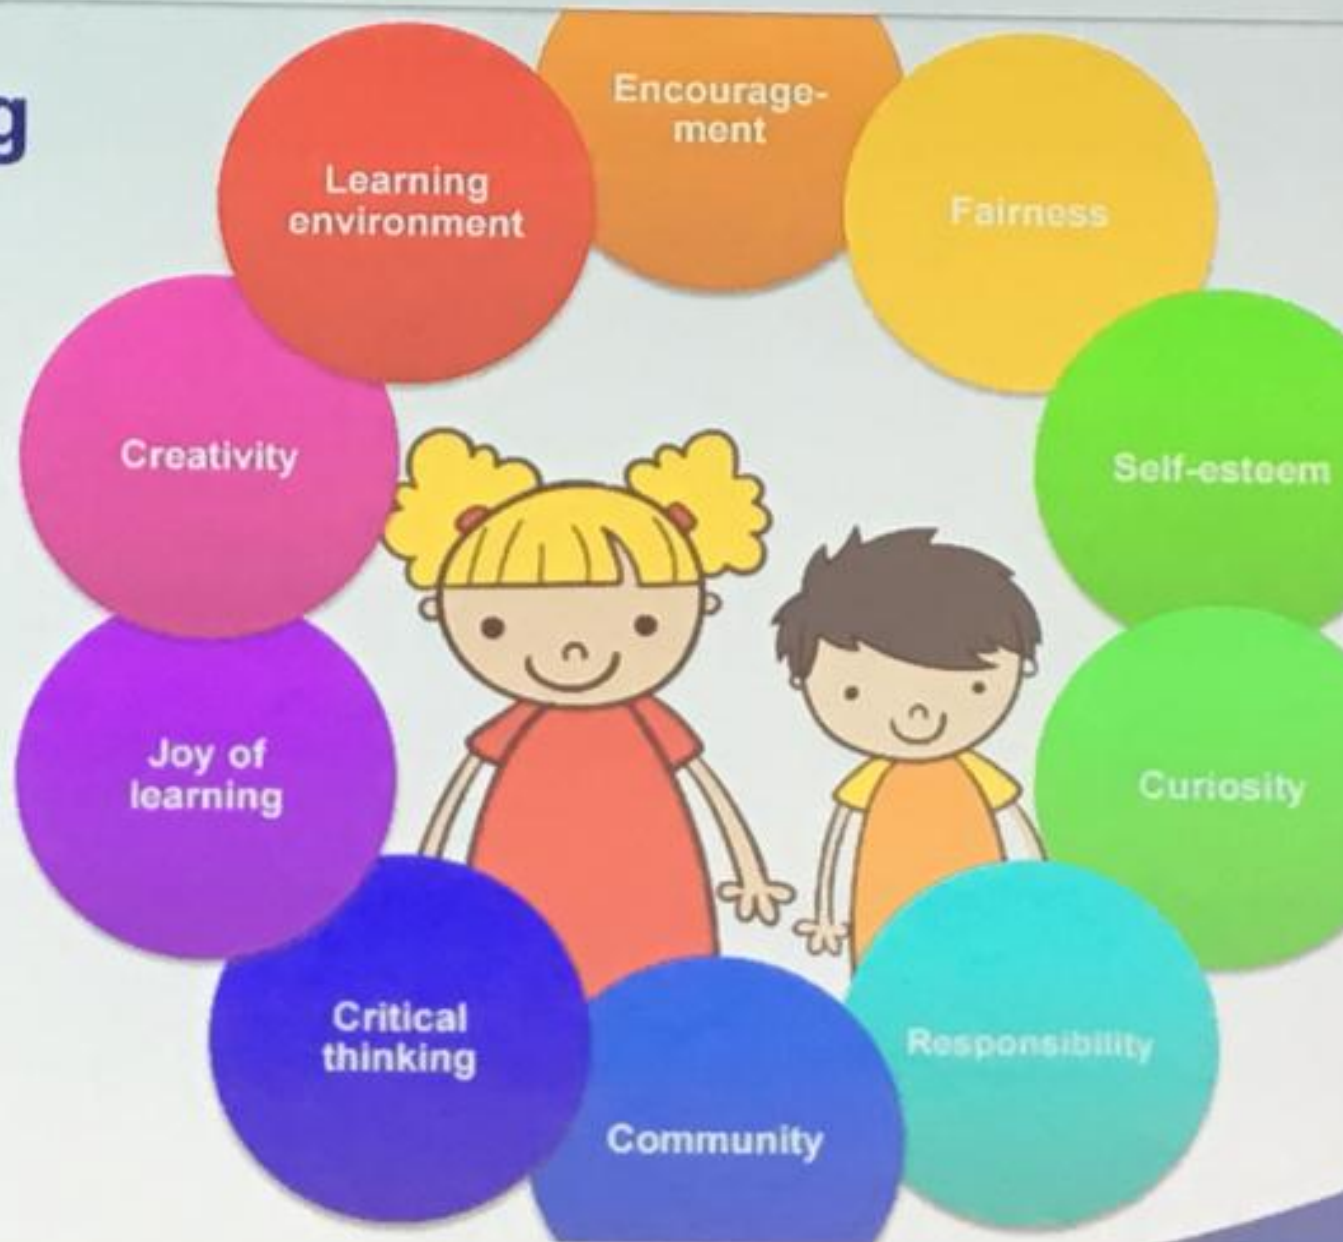 g
Encourage-
ment
Learning
environment
Fairness
Creativity
Self-esteem
Joy of
learning
Curiosity
Critical
thinking
Responsibility
Community